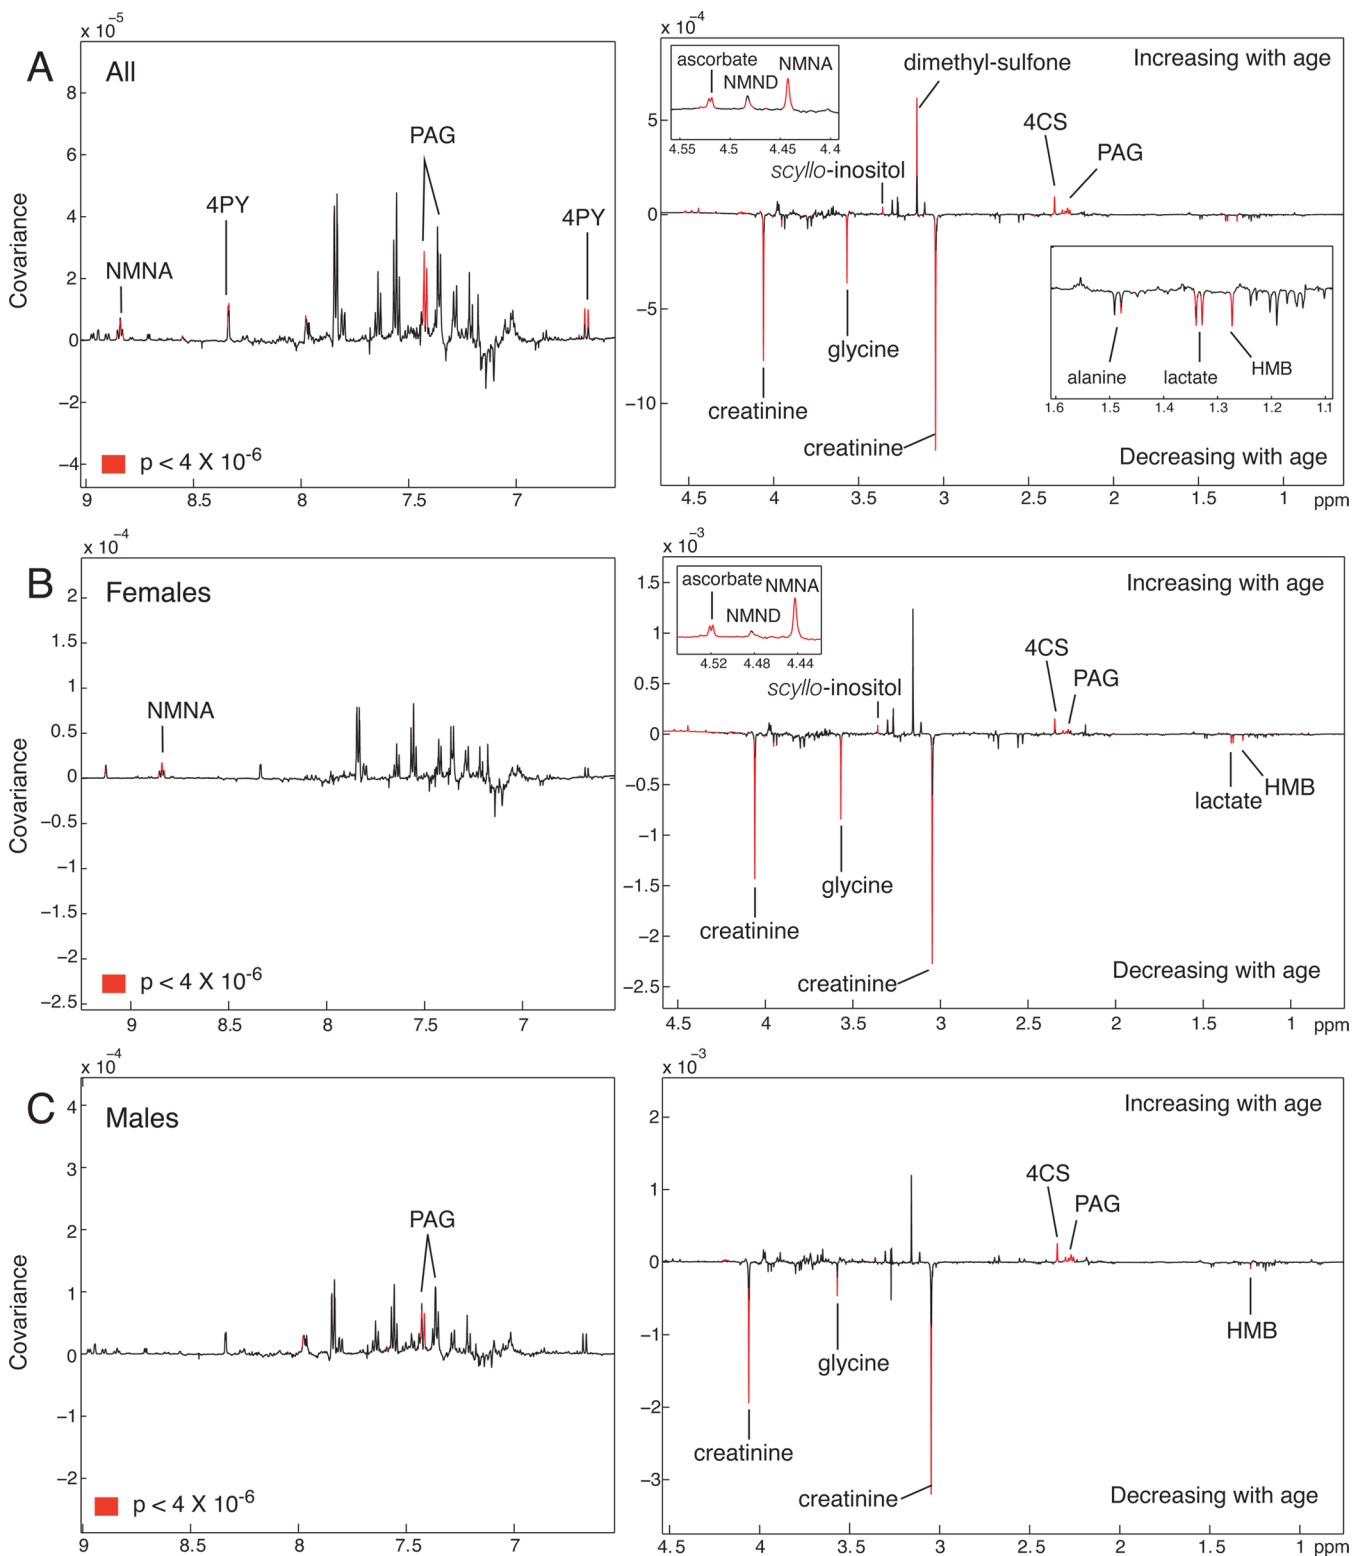 x 10⁻⁵
A
All
8
6
4
2
0
−2
−4
Covariance
NMNA
4PY
PAG
4PY
p < 4 X 10⁻⁶
9
8.5
8
7.5
7
x 10⁻⁴
5
0
−5
−10
Increasing with age
ascorbate
NMND
NMNA
4.55
4.5
4.45
4.4
dimethyl-sulfone
scyllo-inositol
4CS
PAG
creatinine
glycine
creatinine
alanine
lactate
HMB
1.6
1.5
1.4
1.3
1.2
1.1
Decreasing with age
4.5
4
3.5
3
2.5
2
1.5
1
ppm
x 10⁻⁴
B
Females
2
1.5
1
0.5
0
−0.5
−1
−1.5
−2
−2.5
Covariance
NMNA
p < 4 X 10⁻⁶
9
8.5
8
7.5
7
x 10⁻³
1.5
1
0.5
0
−0.5
−1
−1.5
−2
−2.5
Increasing with age
ascorbate
NMND
NMNA
4.52
4.48
4.44
scyllo-inositol
4CS
PAG
creatinine
glycine
creatinine
lactate
HMB
Decreasing with age
4.5
4
3.5
3
2.5
2
1.5
1
ppm
x 10⁻⁴
C
Males
4
3
2
1
0
−1
−2
Covariance
PAG
p < 4 X 10⁻⁶
9
8.5
8
7.5
7
x 10⁻³
2
1
0
−1
−2
−3
Increasing with age
4CS
PAG
creatinine
glycine
creatinine
HMB
Decreasing with age
4.5
4
3.5
3
2.5
2
1.5
1
ppm